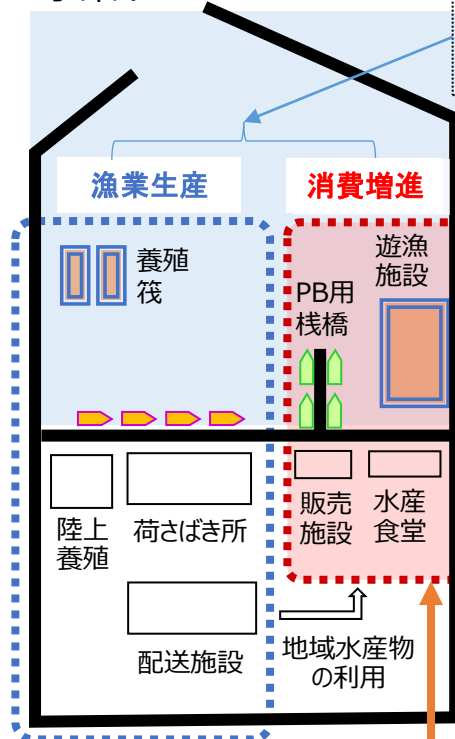 漁業生産
消費増進
養殖
筏
遊漁
施設
PB用
桟橋
陸上
養殖
荷さばき所
販売
施設
水産
食堂
配送施設
地域水産物
の利用